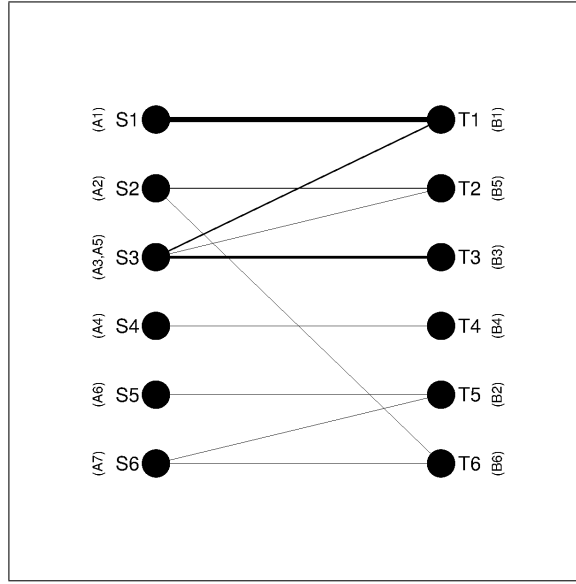 (A1) S1 T1 (B1)
(A2) S2 T2 (B5)
(A3,A5) S3 T3 (B3)
(A4) S4 T4 (B4)
(A6) S5 T5 (B2)
(A7) S6 T6 (B6)